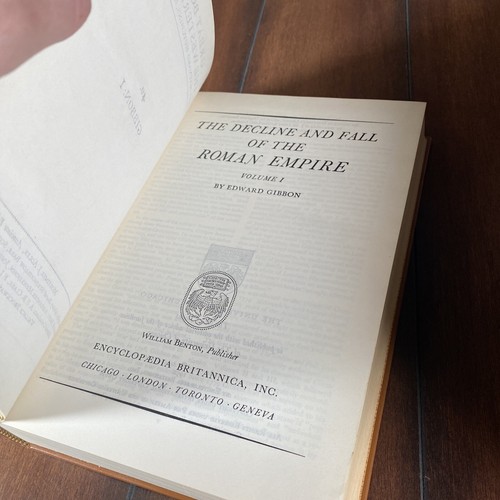 THE DECLINE AND FALL
OF THE
ROMAN EMPIRE
VOLUME I
BY EDWARD GIBBON
WILLIAM BENTON, Publisher
ENCYCLOPÆDIA BRITANNICA, INC.
CHICAGO · LONDON · TORONTO · GENEVA